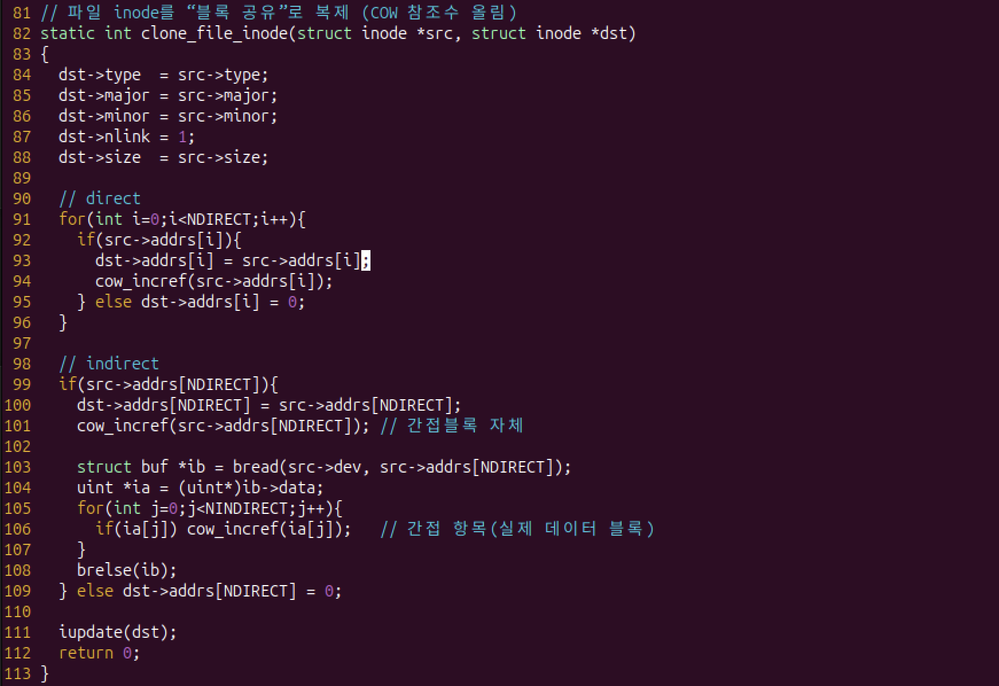 81 // 파일 inode를 “블록 공유”로 복제 (COW 참조수 올림)
82 static int clone_file_inode(struct inode *src, struct inode *dst)
83 {
84   dst->type  = src->type;
85   dst->major = src->major;
86   dst->minor = src->minor;
87   dst->nlink = 1;
88   dst->size  = src->size;
89
90   // direct
91   for(int i=0;i<NDIRECT;i++){
92     if(src->addrs[i]){
93       dst->addrs[i] = src->addrs[i];
94       cow_incref(src->addrs[i]);
95     } else dst->addrs[i] = 0;
96   }
97
98   // indirect
99   if(src->addrs[NDIRECT]){
100     dst->addrs[NDIRECT] = src->addrs[NDIRECT];
101     cow_incref(src->addrs[NDIRECT]); // 간접블록 자체
102
103     struct buf *ib = bread(src->dev, src->addrs[NDIRECT]);
104     uint *ia = (uint*)ib->data;
105     for(int j=0;j<NINDIRECT;j++){
106       if(ia[j]) cow_incref(ia[j]);   // 간접 항목(실제 데이터 블록)
107     }
108     brelse(ib);
109   } else dst->addrs[NDIRECT] = 0;
110
111   iupdate(dst);
112   return 0;
113 }